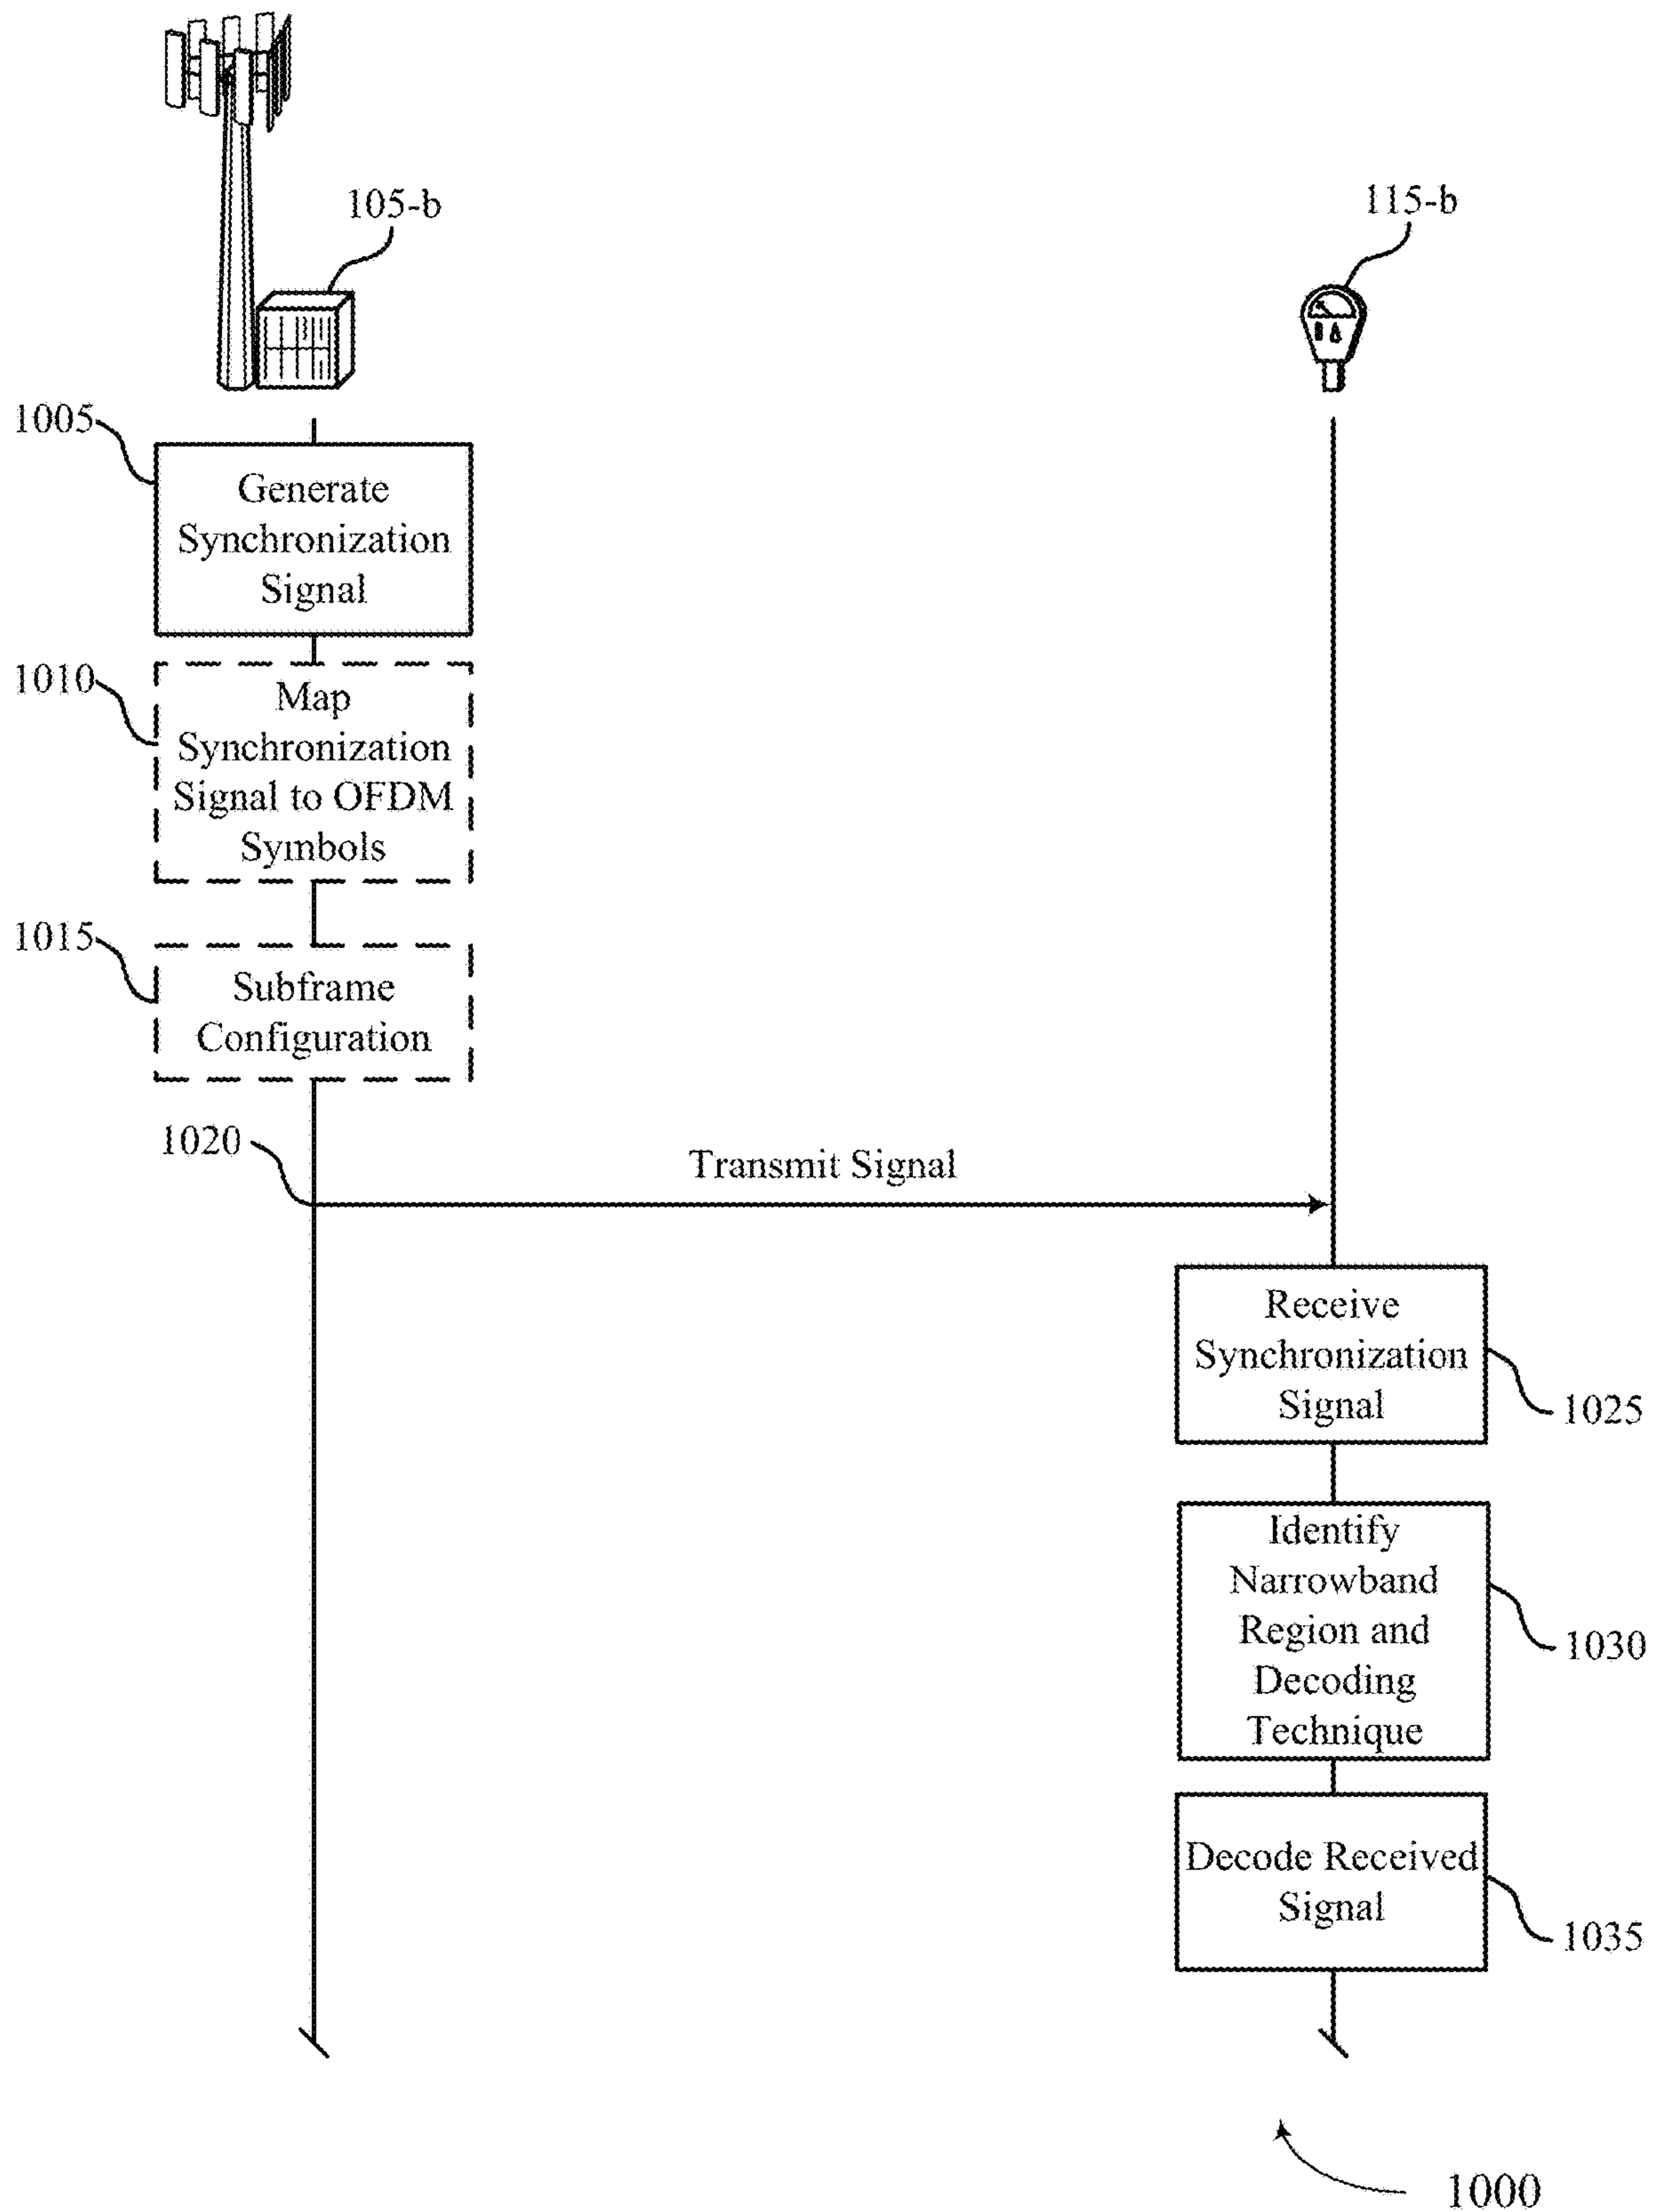 105-b
115-b
1005
Generate
Synchronization
Signal
1010
Map
Synchronization
Signal to OFDM
Symbols
1015
Subframe
Configuration
1020
Transmit Signal
Receive
Synchronization
Signal
1025
Identify
Narrowband
Region and
Decoding
Technique
1030
Decode Received
Signal
1035
1000